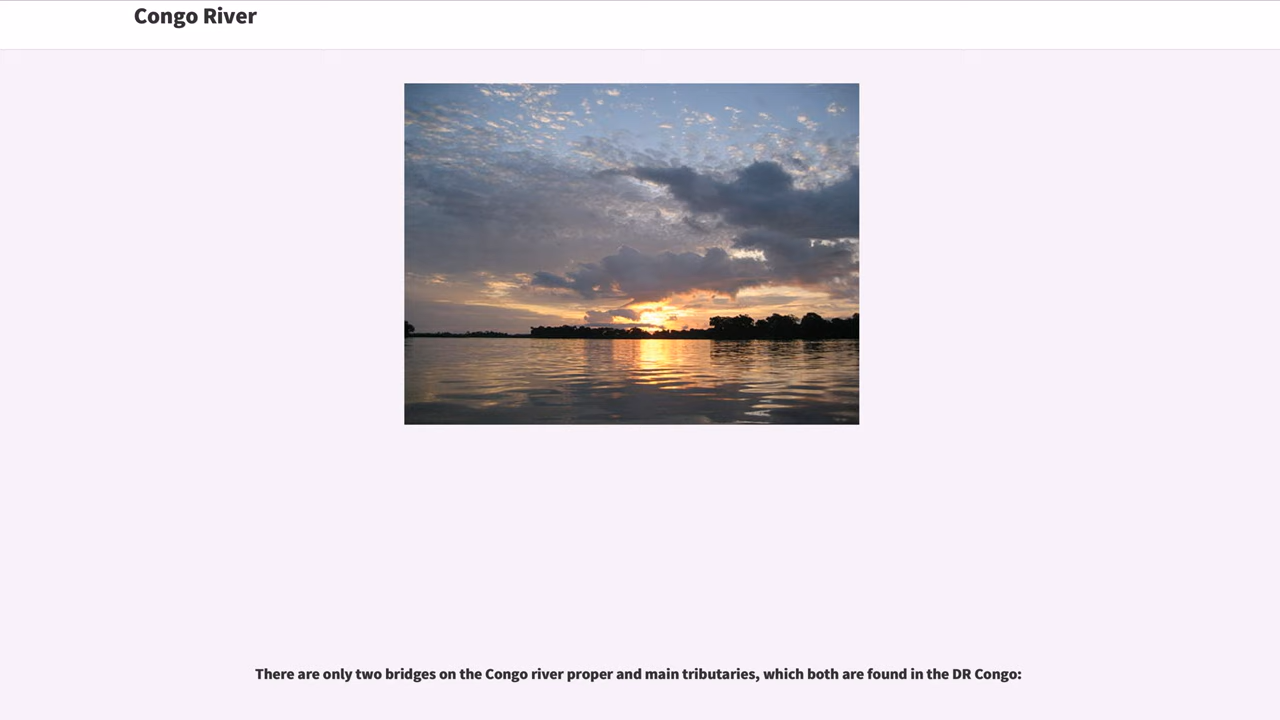 Congo River
There are only two bridges on the Congo river proper and main tributaries, which both are found in the DR Congo: